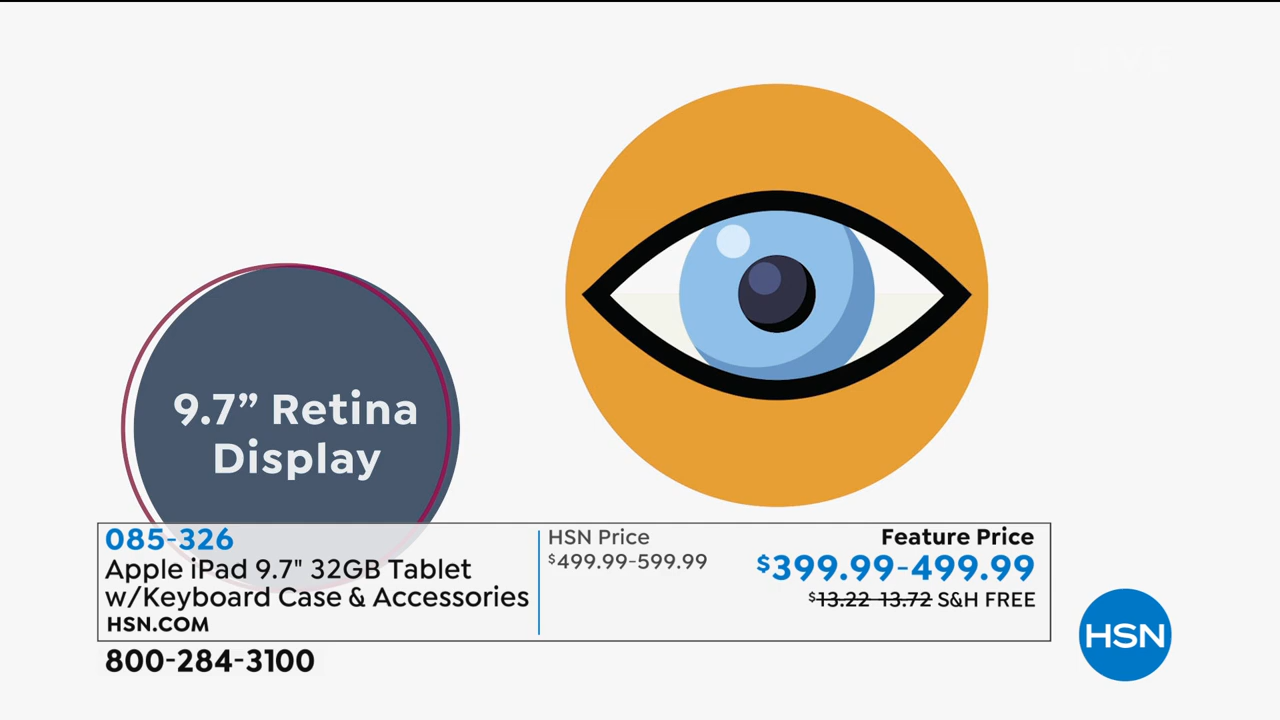 9.7” Retina
Display
085-326
Apple iPad 9.7" 32GB Tablet
w/Keyboard Case & Accessories
HSN.COM
HSN Price
$499.99-599.99
Feature Price
$399.99-499.99
$13.22-13.72 S&H FREE
800-284-3100
HSN